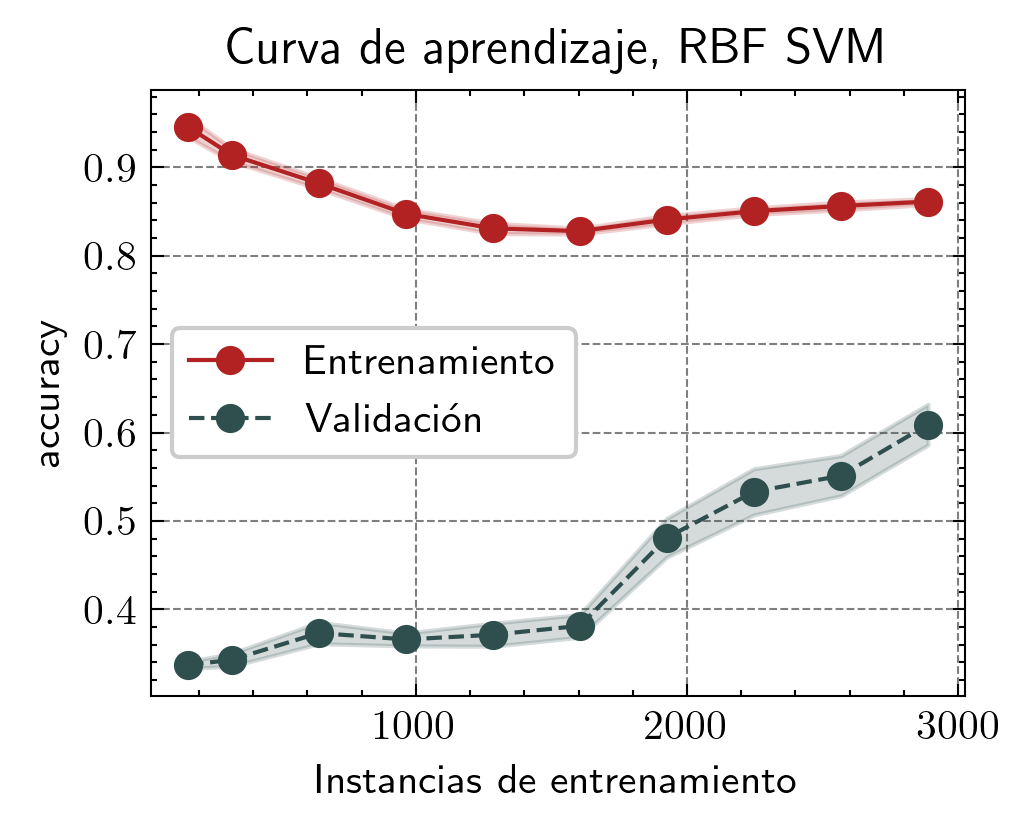 Curva de aprendizaje, RBF SVM
0.9
0.8
0.7
0.6
0.5
0.4
accuracy
Entrenamiento
Validación
1000 2000 3000
Instancias de entrenamiento